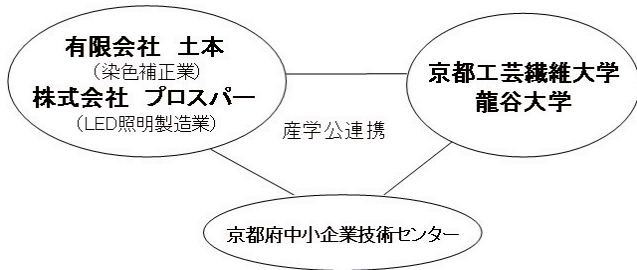 有限会社 土本
(染色補正業)
株式会社 プロスパー
(LED照明製造業)
京都工芸繊維大学
龍谷大学
産学公連携
京都府中小企業技術センター